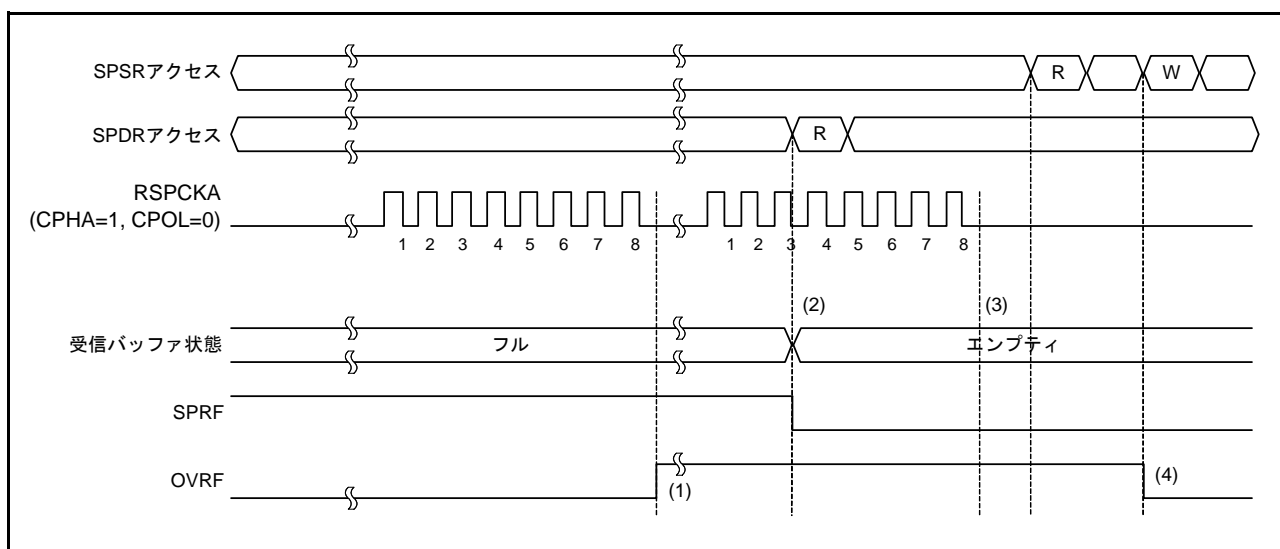 SPSRアクセス
R
W
SPDRアクセス
R
RSPCKA
(CPHA=1, CPOL=0)
1 2 3 4 5 6 7 8
1 2 3 4 5 6 7 8
(2)
(3)
受信バッファ状態
フル
エンプティ
SPRF
OVRF
(1)
(4)